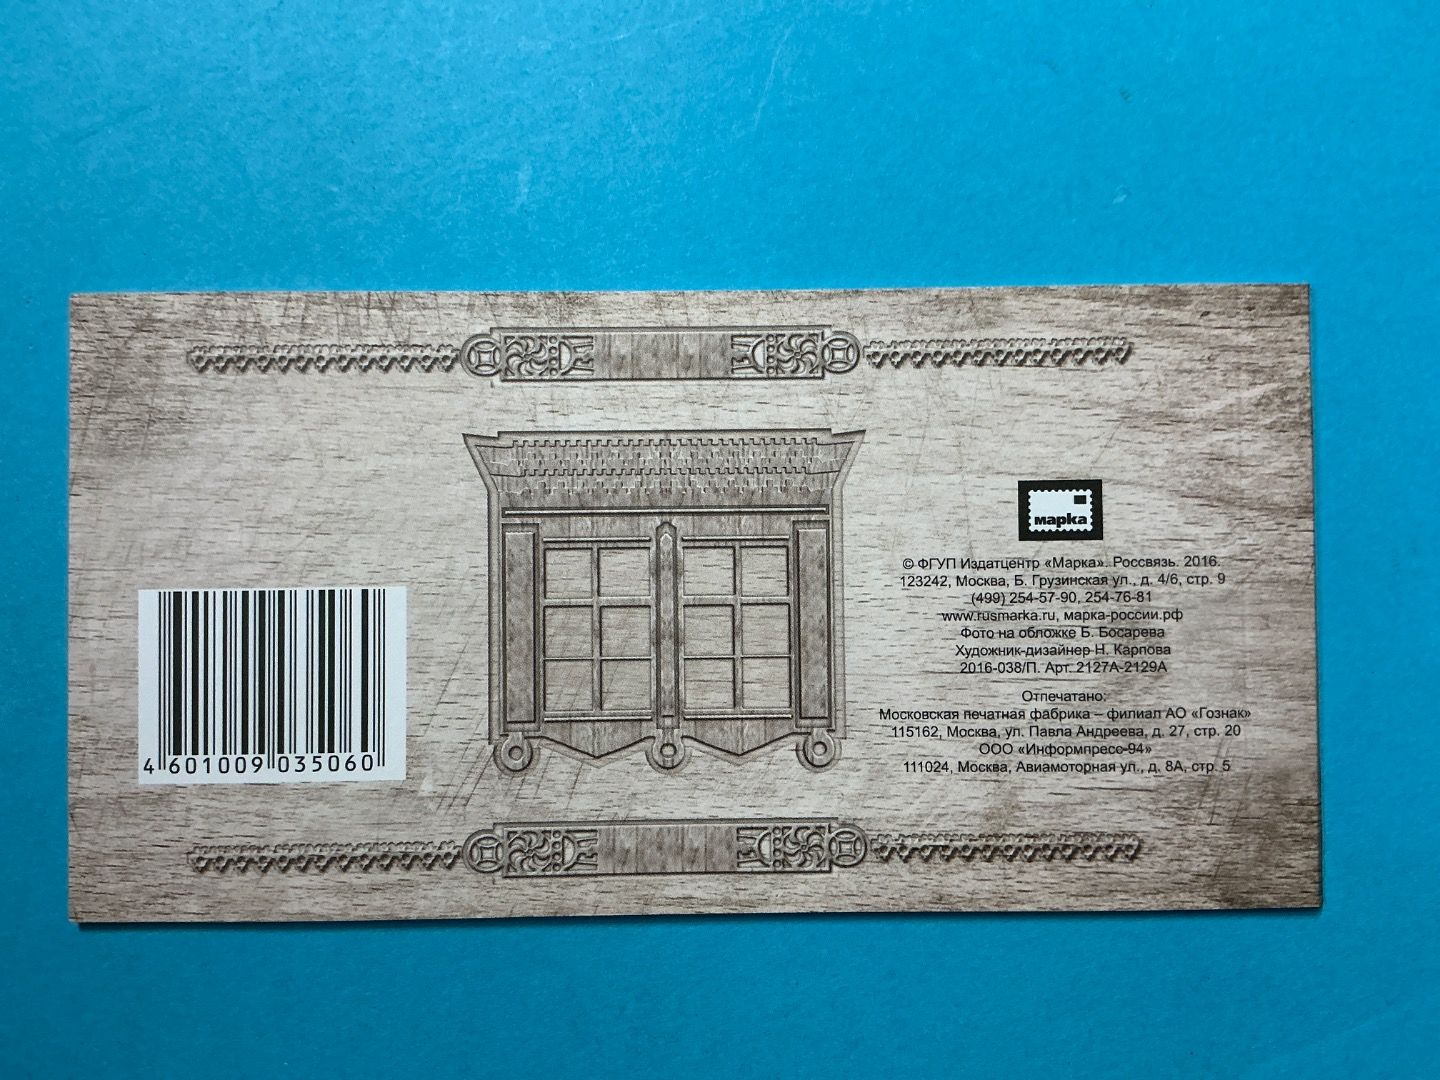 марка
© ФГУП Издатцентр «Марка». Россвязь. 2016.
123242, Москва, Б. Грузинская ул., д. 4/6, стр. 9
(499) 254-57-90, 254-76-81
www.rusmarka.ru, марка-россии.рф
Фото на обложке Б. Босарева
Художник-дизайнер Н. Карпова
2016-038/П. Арт. 2127А-2129А
Отпечатано:
Московская печатная фабрика – филиал АО «Гознак»
115162, Москва, ул. Павла Андреева, д. 27, стр. 20
ООО «Информпресс-94»
111024, Москва, Авиамоторная ул., д. 8А, стр. 5
4 601009 035060